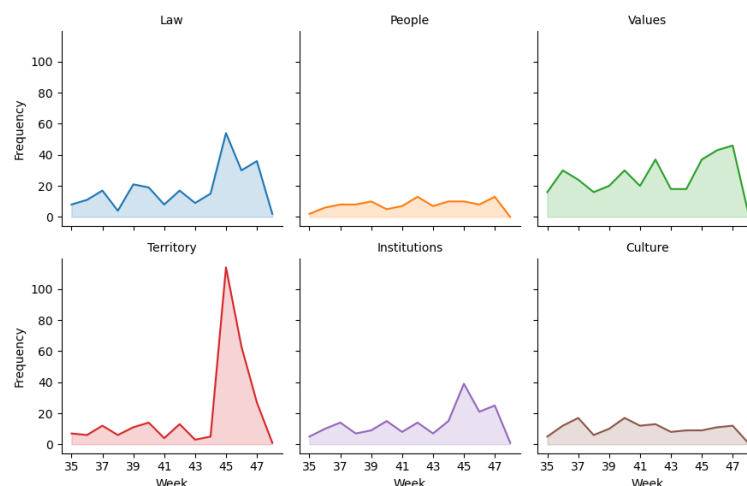 Law
People
Values
100
80
60
40
20
0
Frequency
Territory
Institutions
Culture
100
80
60
40
20
0
Frequency
35 37 39 41 43 45 47
35 37 39 41 43 45 47
35 37 39 41 43 45 47
Week
Week
Week